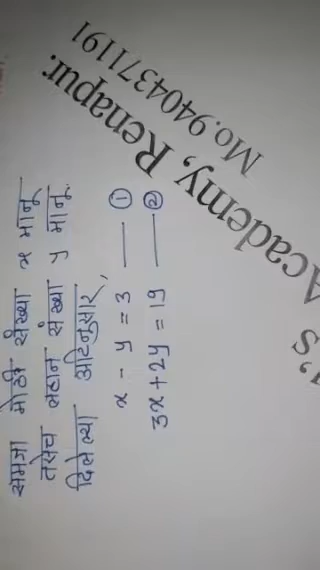 समजा मोठी संख्या x मानू
तसेच लहान संख्या y मानू.
दिलेल्या अटिनुसार,
x - y = 3 —— ①
3x + 2y = 19 —— ②
's Academy, Renapur.
Mo.9404371191